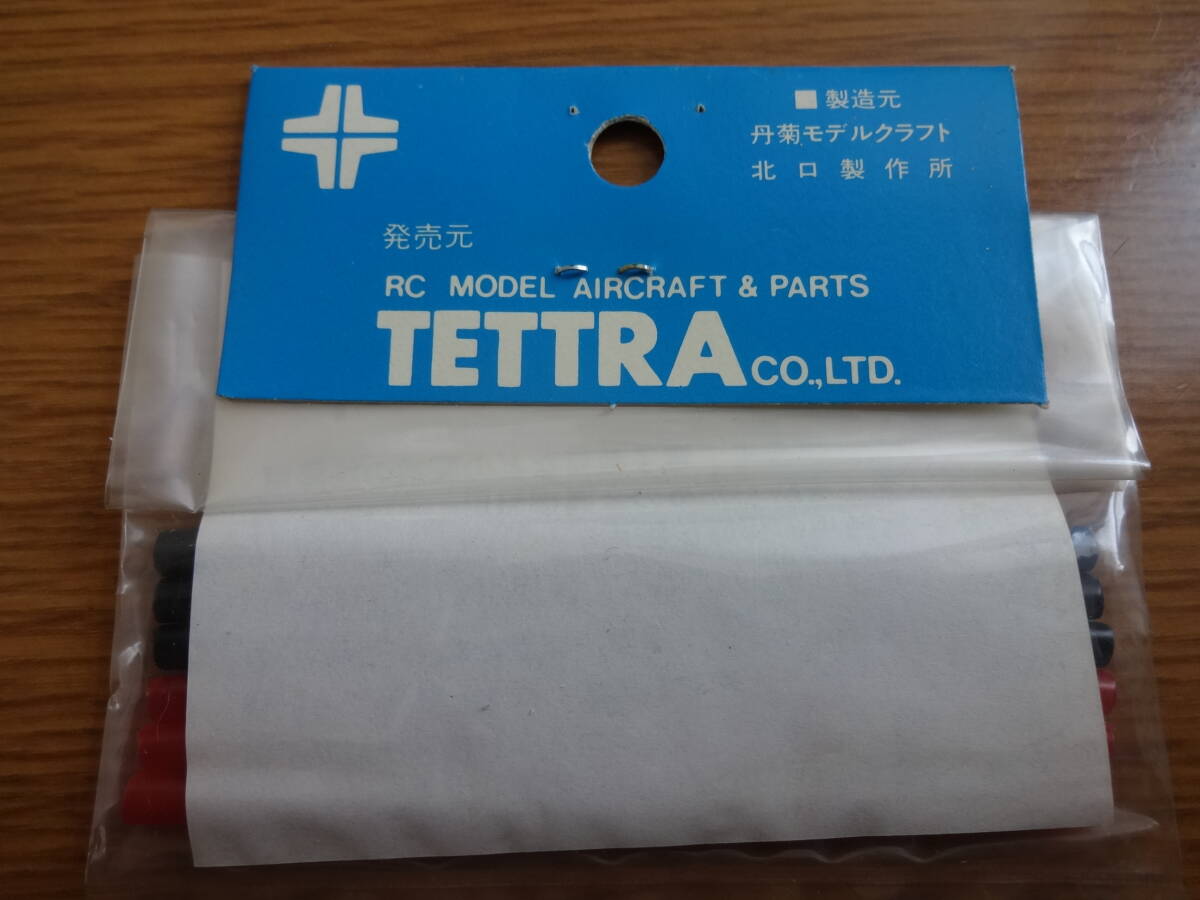 ■ 製造元
丹菊モデルクラフト
北口製作所
発売元
RC MODEL AIRCRAFT & PARTS
TETTRA CO.,LTD.